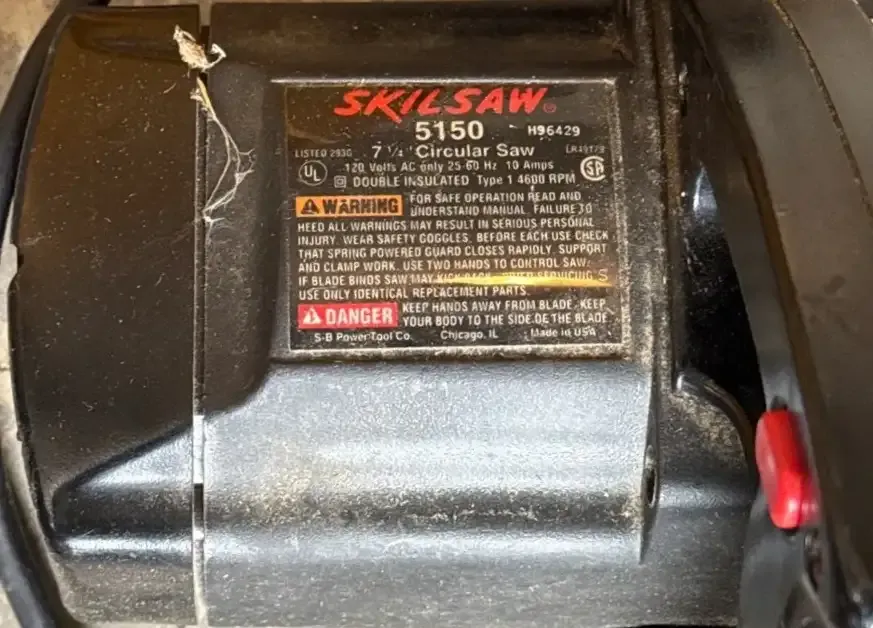 SKILSAW®
5150 H96429
LISTED 293G 7 1/4" Circular Saw LR49179
UL 120 Volts AC only 25-60 Hz 10 Amps SA
DOUBLE INSULATED Type 1 4600 RPM
WARNING FOR SAFE OPERATION READ AND
UNDERSTAND MANUAL. FAILURE TO
HEED ALL WARNINGS MAY RESULT IN SERIOUS PERSONAL
INJURY. WEAR SAFETY GOGGLES. BEFORE EACH USE CHECK
THAT SPRING POWERED GUARD CLOSES RAPIDLY. SUPPORT
AND CLAMP WORK. USE TWO HANDS TO CONTROL SAW.
IF BLADE BINDS SAW MAY KICK BACK. WHEN SERVICING
USE ONLY IDENTICAL REPLACEMENT PARTS.
DANGER KEEP HANDS AWAY FROM BLADE. KEEP
YOUR BODY TO THE SIDE OF THE BLADE
S-B Power Tool Co. Chicago, IL Made in USA